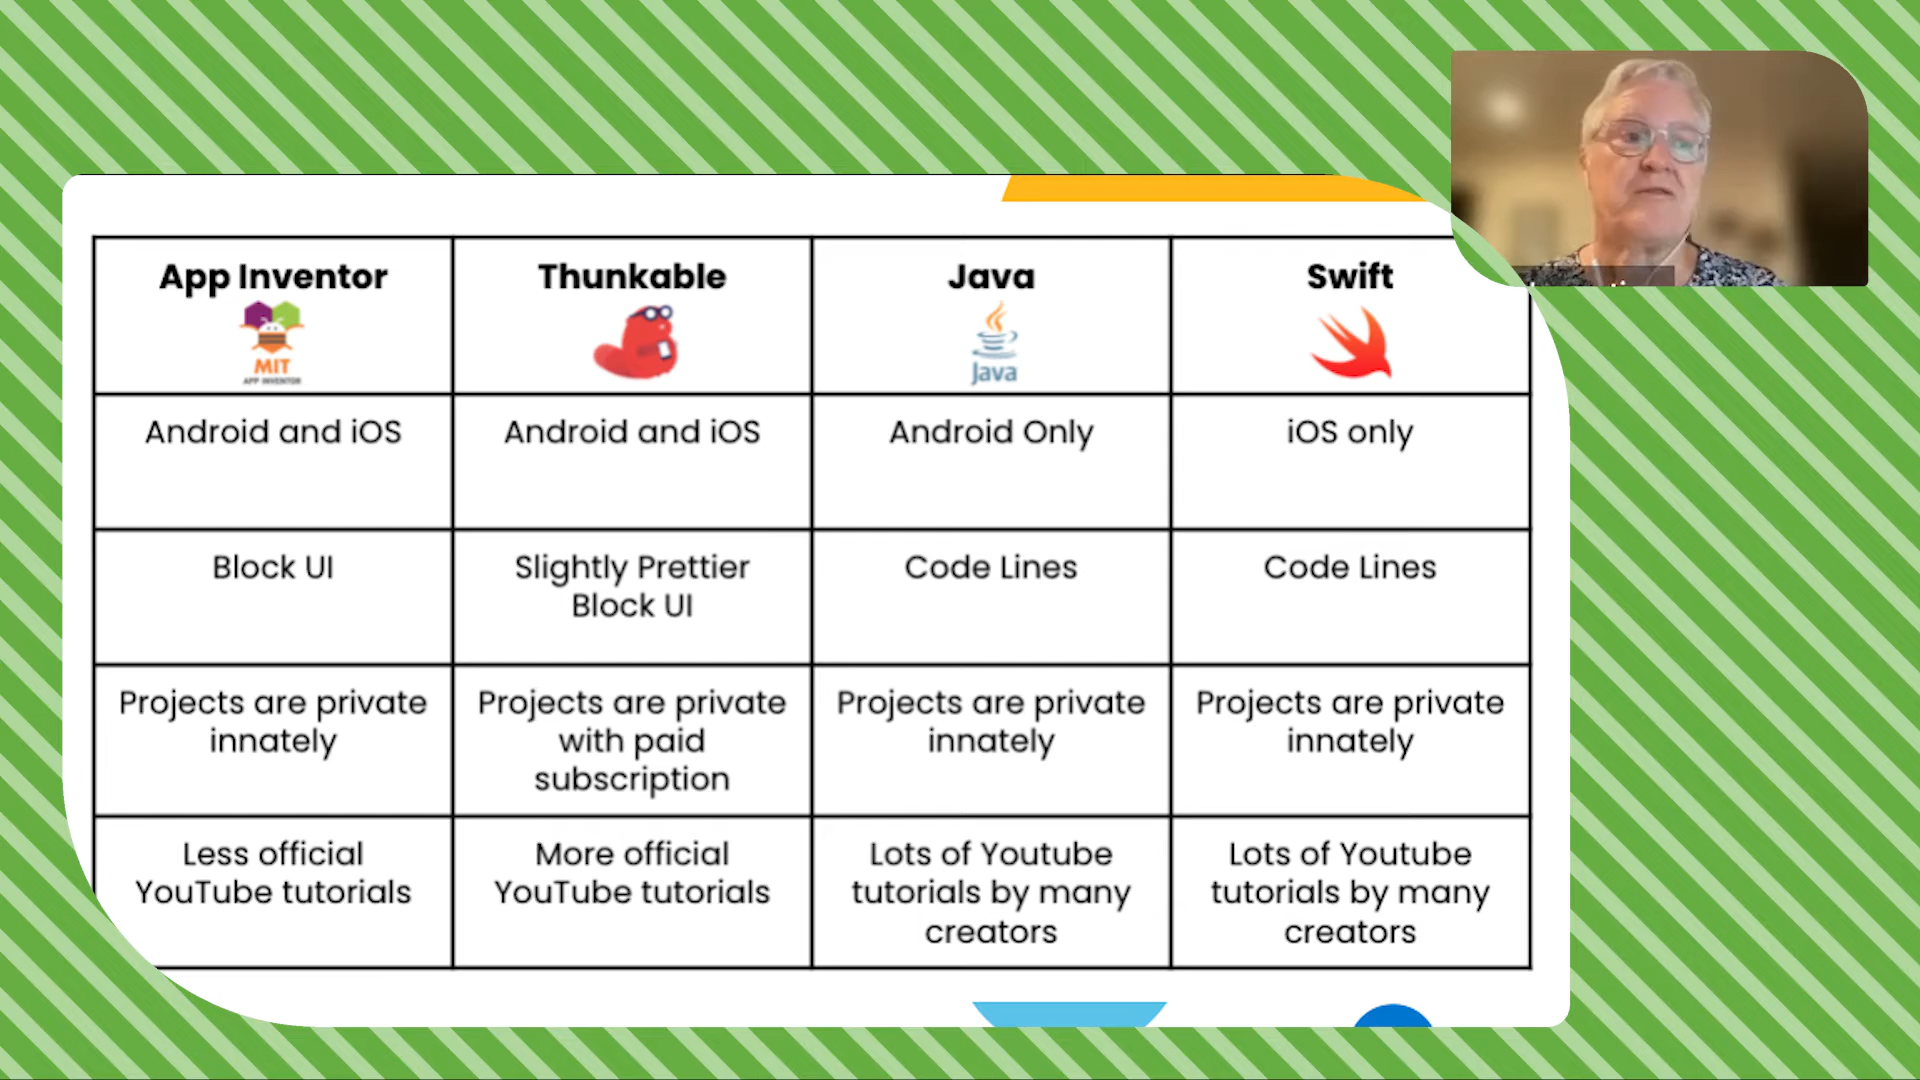 App Inventor
Thunkable
Java
Swift
MIT
APP INVENTOR
Java
Android and iOS
Android and iOS
Android Only
iOS only
Block UI
Slightly Prettier
Block UI
Code Lines
Code Lines
Projects are private
innately
Projects are private
with paid
subscription
Projects are private
innately
Projects are private
innately
Less official
YouTube tutorials
More official
YouTube tutorials
Lots of Youtube
tutorials by many
creators
Lots of Youtube
tutorials by many
creators